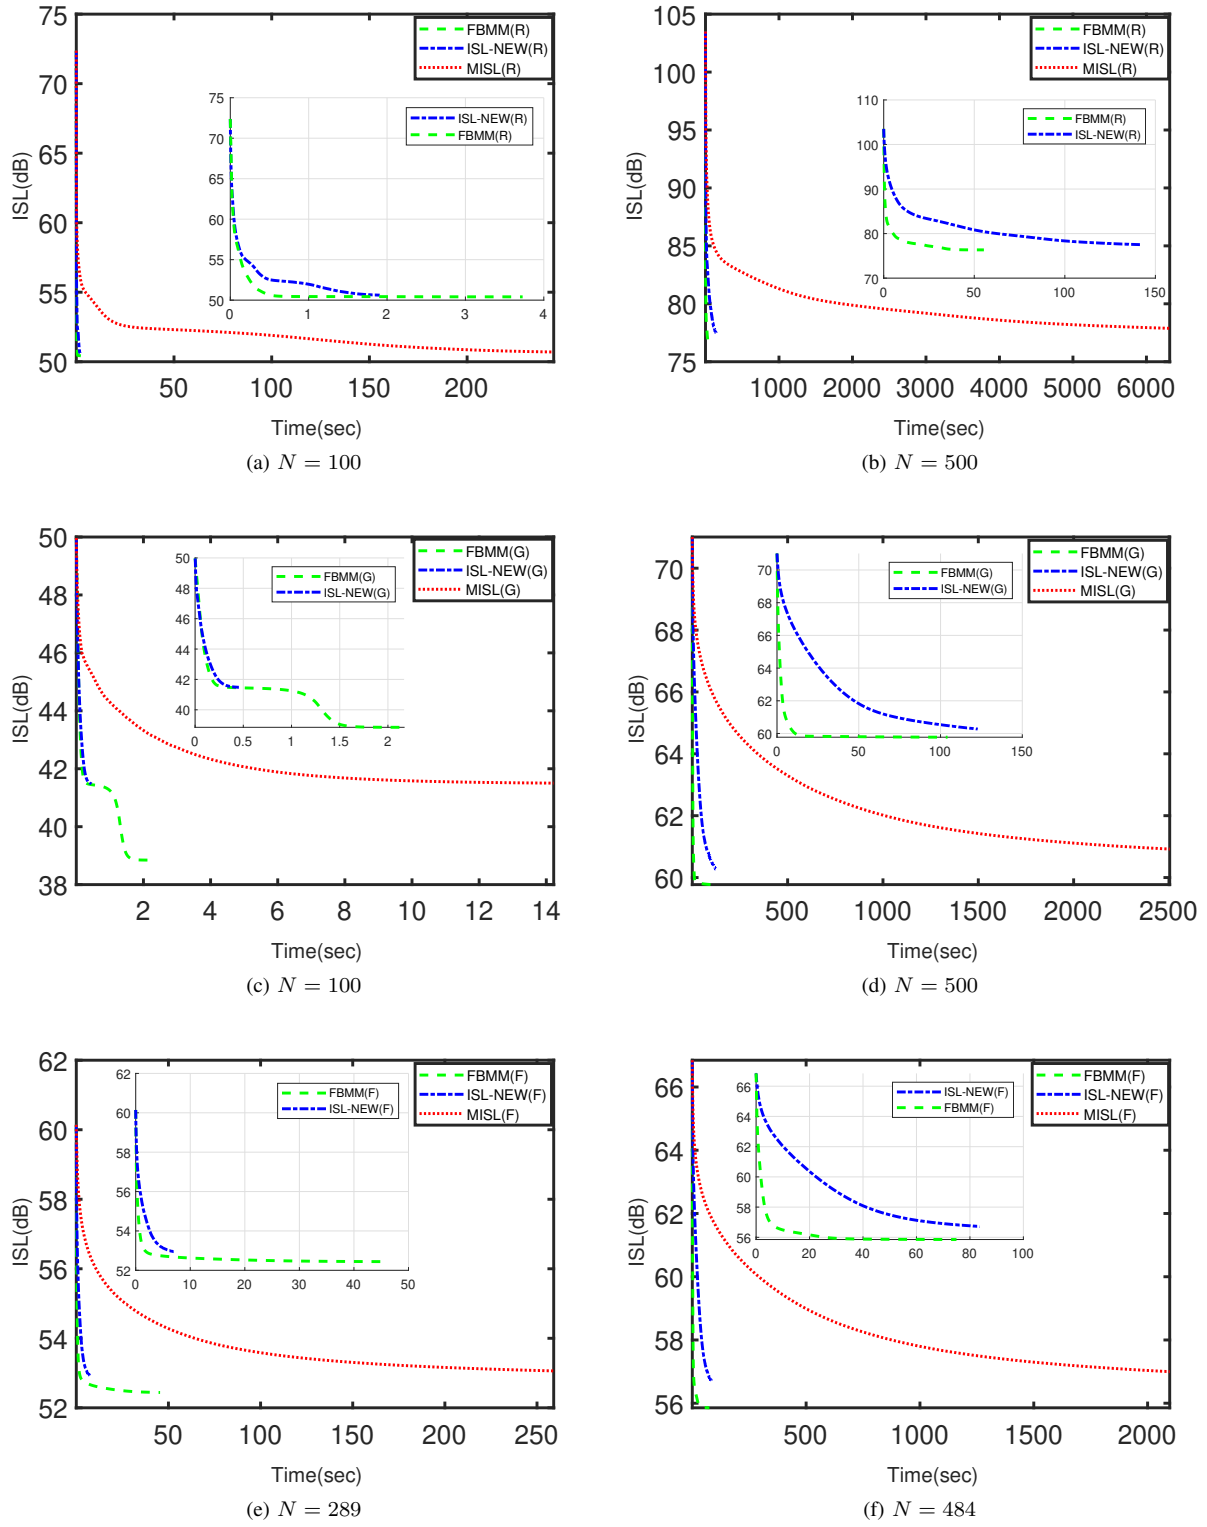 75
70
65
60
55
50
ISL(dB)
50
100
150
200
Time(sec)
FBMM(R)
ISL-NEW(R)
MISL(R)
75
70
65
60
55
50
0
1
2
3
4
ISL-NEW(R)
FBMM(R)
(a) N = 100
105
100
95
90
85
80
75
ISL(dB)
1000
2000
3000
4000
5000
6000
Time(sec)
FBMM(R)
ISL-NEW(R)
MISL(R)
110
100
90
80
70
0
50
100
150
FBMM(R)
ISL-NEW(R)
(b) N = 500
50
48
46
44
42
40
38
ISL(dB)
2
4
6
8
10
12
14
Time(sec)
FBMM(G)
ISL-NEW(G)
MISL(G)
50
48
46
44
42
40
0
0.5
1
1.5
2
FBMM(G)
ISL-NEW(G)
(c) N = 100
70
68
66
64
62
60
ISL(dB)
500
1000
1500
2000
2500
Time(sec)
FBMM(G)
ISL-NEW(G)
MISL(G)
70
68
66
64
62
60
0
50
100
150
FBMM(G)
ISL-NEW(G)
(d) N = 500
62
60
58
56
54
52
ISL(dB)
50
100
150
200
250
Time(sec)
FBMM(F)
ISL-NEW(F)
MISL(F)
62
60
58
56
54
52
0
10
20
30
40
50
FBMM(F)
ISL-NEW(F)
(e) N = 289
66
64
62
60
58
56
ISL(dB)
500
1000
1500
2000
Time(sec)
FBMM(F)
ISL-NEW(F)
MISL(F)
66
64
62
60
58
56
0
20
40
60
80
100
ISL-NEW(F)
FBMM(F)
(f) N = 484